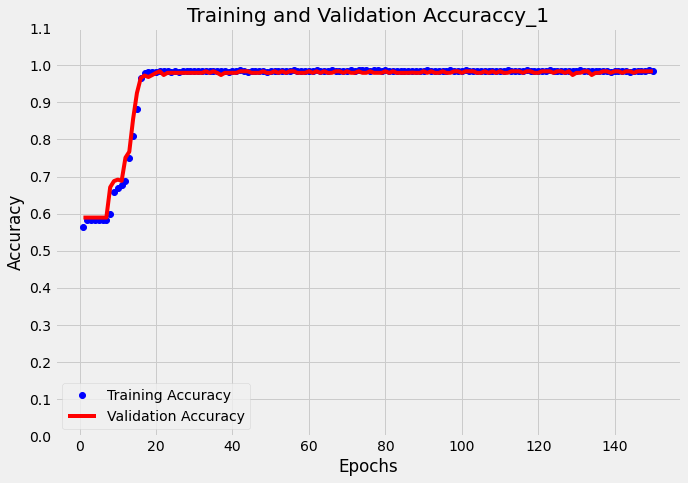 Training and Validation Accuraccy_1
1.1
1.0
0.9
0.8
0.7
0.6
0.5
0.4
0.3
0.2
0.1
0.0
Accuracy
Training Accuracy
Validation Accuracy
0 20 40 60 80 100 120 140
Epochs